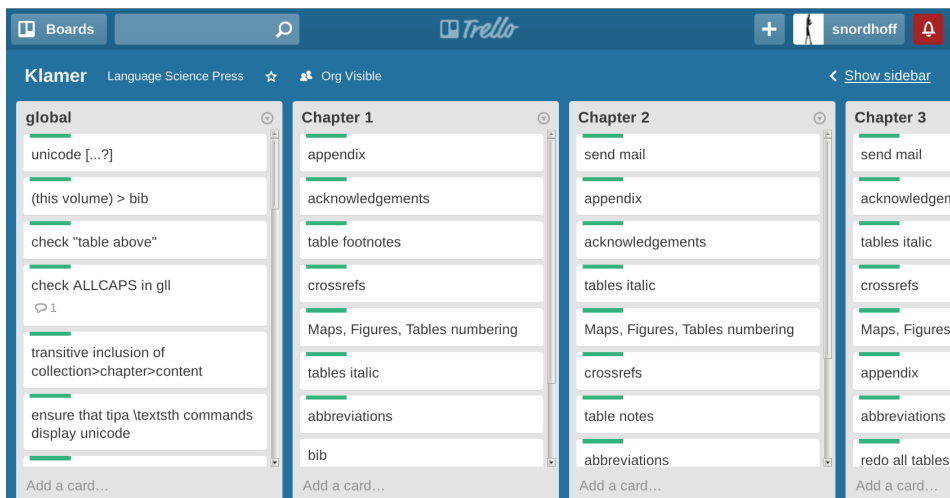 Boards
Trello
+
snordhoff
Klamer
Language Science Press
Org Visible
Show sidebar
global
unicode [...?]
(this volume) > bib
check "table above"
check ALLCAPS in gll
1
transitive inclusion of
collection>chapter>content
ensure that tipa \textsth commands
display unicode
Add a card…
Chapter 1
appendix
acknowledgements
table footnotes
crossrefs
Maps, Figures, Tables numbering
tables italic
abbreviations
bib
Add a card…
Chapter 2
send mail
appendix
acknowledgements
tables italic
Maps, Figures, Tables numbering
crossrefs
table notes
abbreviations
Add a card…
Chapter 3
send mail
acknowledgem
tables italic
crossrefs
Maps, Figures
appendix
abbreviations
redo all tables
Add a card…